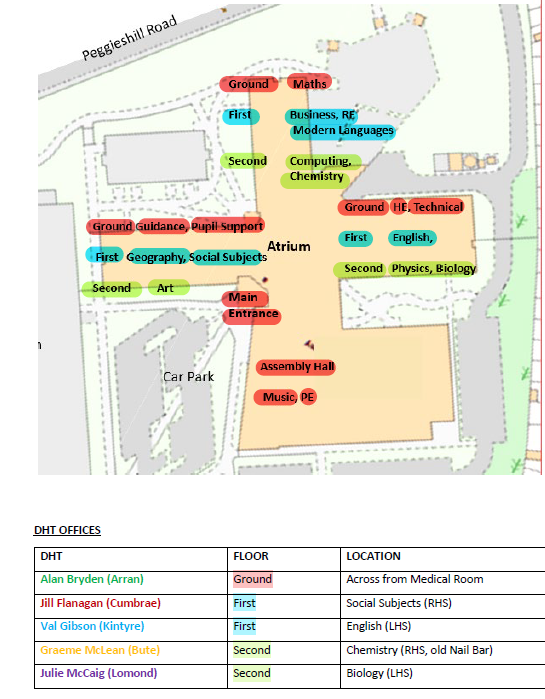 Peggieshill Road
Ground Maths
First Business, RE
Modern Languages
Second Computing,
Chemistry
Ground HE, Technical
Ground Guidance, Pupil Support
First English,
Atrium
First Geography, Social Subjects
Second Physics, Biology
Second Art
Main
Entrance
Assembly Hall
Car Park
Music, PE
n
DHT OFFICES
DHT FLOOR LOCATION
Alan Bryden (Arran) Ground Across from Medical Room
Jill Flanagan (Cumbrae) First Social Subjects (RHS)
Val Gibson (Kintyre) First English (LHS)
Graeme McLean (Bute) Second Chemistry (RHS, old Nail Bar)
Julie McCaig (Lomond) Second Biology (LHS)